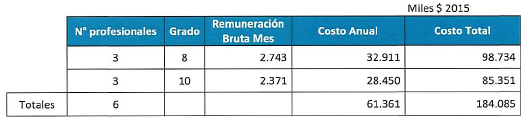 Miles $ 2015
N° profesionales Grado Remuneración Bruta Mes Costo Anual Costo Total
3 8 2.743 32.911 98.734
3 10 2.371 28.450 85.351
Totales 6 61.361 184.085